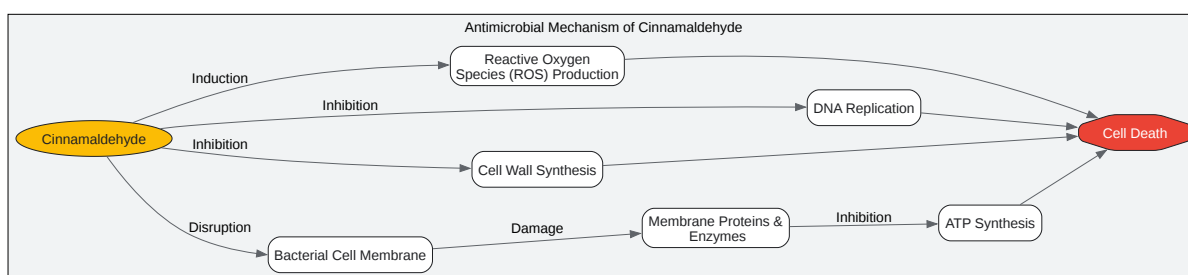 Antimicrobial Mechanism of Cinnamaldehyde
Reactive Oxygen
Species (ROS) Production
Induction
Inhibition
DNA Replication
Cinnamaldehyde
Cell Death
Inhibition
Cell Wall Synthesis
Disruption
Bacterial Cell Membrane
Damage
Membrane Proteins &
Enzymes
Inhibition
ATP Synthesis